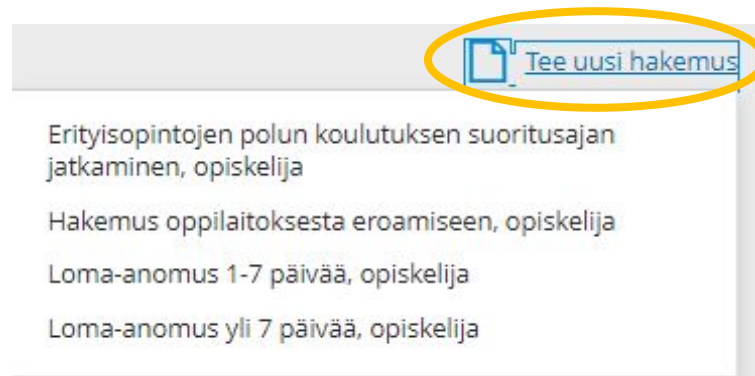 Tee uusi hakemus
Erityisopintojen polun koulutuksen suoritusajan
jatkaminen, opiskelija
Hakemus oppilaitoksesta eroamiseen, opiskelija
Loma-anomus 1-7 päivää, opiskelija
Loma-anomus yli 7 päivää, opiskelija